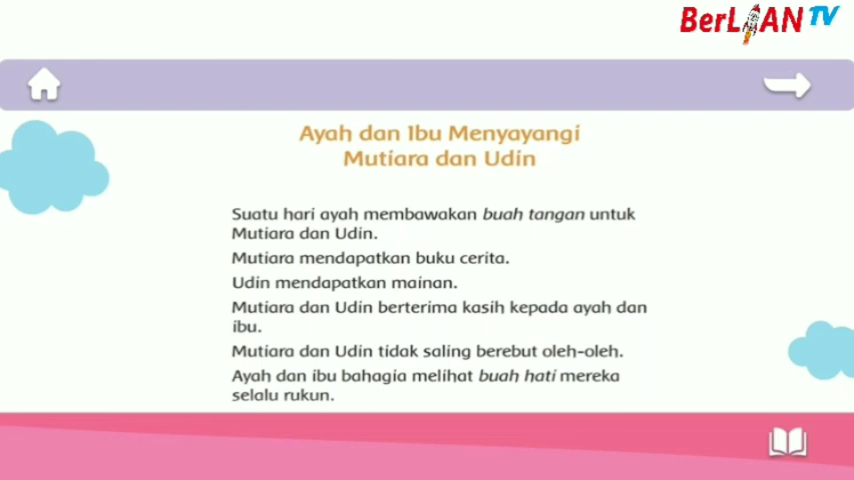 BerLIAN TV
Ayah dan Ibu Menyayangi
Mutiara dan Udin
Suatu hari ayah membawakan buah tangan untuk
Mutiara dan Udin.
Mutiara mendapatkan buku cerita.
Udin mendapatkan mainan.
Mutiara dan Udin berterima kasih kepada ayah dan
ibu.
Mutiara dan Udin tidak saling berebut oleh-oleh.
Ayah dan ibu bahagia melihat buah hati mereka
selalu rukun.